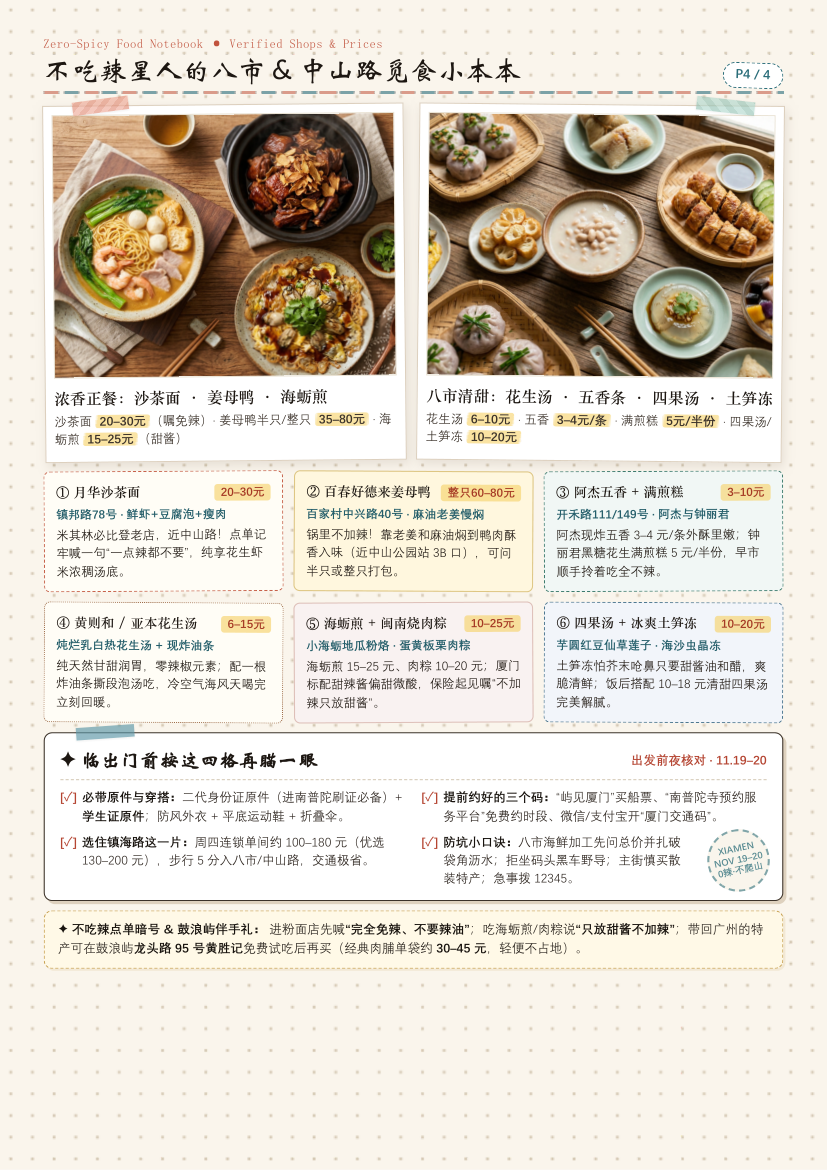 Zero-Spicy Food Notebook ● Verified Shops & Prices
不吃辣星人的八市 & 中山路觅食小本本
P4 / 4
浓香正餐：沙茶面 · 姜母鸭 · 海蛎煎
沙茶面 20–30元 （嘱免辣）· 姜母鸭半只/整只 35–80元 · 海
蛎煎 15–25元 （甜酱）
八市清甜：花生汤 · 五香条 · 四果汤 · 土笋冻
花生汤 6–10元 · 五香 3–4元/条 · 满煎糕 5元/半份 · 四果汤/
土笋冻 10–20元
① 月华沙茶面 20–30元
镇邦路78号 · 鲜虾+豆腐泡+瘦肉
米其林必比登老店，近中山路！点单记
牢喊一句“一点辣都不要”，纯享花生虾
米浓稠汤底。
② 百春好德来姜母鸭 整只60–80元
百家村中兴路40号 · 麻油老姜慢焖
锅里不加辣！靠老姜和麻油焖到鸭肉酥
香入味（近中山公园站 3B 口），可问
半只或整只打包。
③ 阿杰五香 + 满煎糕 3–10元
开禾路111/149号 · 阿杰与钟丽君
阿杰现炸五香 3–4 元/条外酥里嫩；钟
丽君黑糖花生满煎糕 5 元/半份，早市
顺手拎着吃全不辣。
④ 黄则和 / 亚本花生汤 6–15元
炖烂乳白热花生汤 + 现炸油条
纯天然甘甜润胃，零辣椒元素；配一根
炸油条撕段泡汤吃，冷空气海风天喝完
立刻回暖。
⑤ 海蛎煎 + 闽南烧肉粽 10–25元
小海蛎地瓜粉烙 · 蛋黄板栗肉粽
海蛎煎 15–25 元、肉粽 10–20 元；厦门
标配甜辣酱偏甜微酸，保险起见嘱“不加
辣只放甜酱”。
⑥ 四果汤 + 冰爽土笋冻 10–20元
芋圆红豆仙草莲子 · 海沙虫晶冻
土笋冻怕芥末呛鼻只要甜酱油和醋，爽
脆清鲜；饭后搭配 10–18 元清甜四果汤
完美解腻。
✦ 临出门前按这四格再瞄一眼
出发前夜核对 · 11.19–20
[✓] 必带原件与穿搭：二代身份证原件（进南普陀刷证必备）+
学生证原件；防风外衣 + 平底运动鞋 + 折叠伞。
[✓] 提前约好的三个码：“屿见厦门”买船票、“南普陀寺预约服
务平台”免费约时段、微信/支付宝开“厦门交通码”。
[✓] 选住镇海路这一片：周四连锁单间约 100–180 元（优选
130–200 元），步行 5 分入八市/中山路，交通极省。
[✓] 防坑小口诀：八市海鲜加工先问总价并扎破
袋角沥水；拒坐码头黑车野导；主街慎买散
装特产；急事拨 12345。
XIAMEN
NOV 19–20
0辣·不爬山
✦ 不吃辣点单暗号 & 鼓浪屿伴手礼： 进粉面店先喊“完全免辣、不要辣油”；吃海蛎煎/肉粽说“只放甜酱不加辣”；带回广州的特
产可在鼓浪屿龙头路 95 号黄胜记免费试吃后再买（经典肉脯单袋约 30–45 元，轻便不占地）。